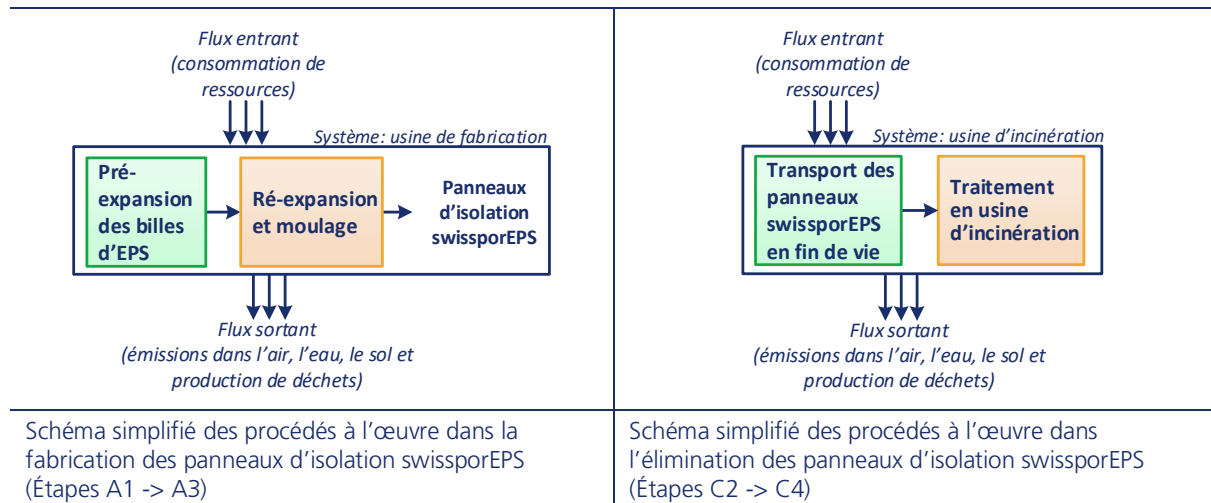 Flux entrant
(consommation de
ressources)
Système: usine de fabrication
Pré-
expansion
des billes
d'EPS
Ré-expansion
et moulage
Panneaux
d'isolation
swissporEPS
Flux sortant
(émissions dans l'air, l'eau, le sol et
production de déchets)
Schéma simplifié des procédés à l'œuvre dans la
fabrication des panneaux d'isolation swissporEPS
(Étapes A1 -> A3)
Flux entrant
(consommation de
ressources)
Système: usine d'incinération
Transport des
panneaux
swissporEPS
en fin de vie
Traitement
en usine
d'incinération
Flux sortant
(émissions dans l'air, l'eau, le sol et
production de déchets)
Schéma simplifié des procédés à l'œuvre dans
l'élimination des panneaux d'isolation swissporEPS
(Étapes C2 -> C4)